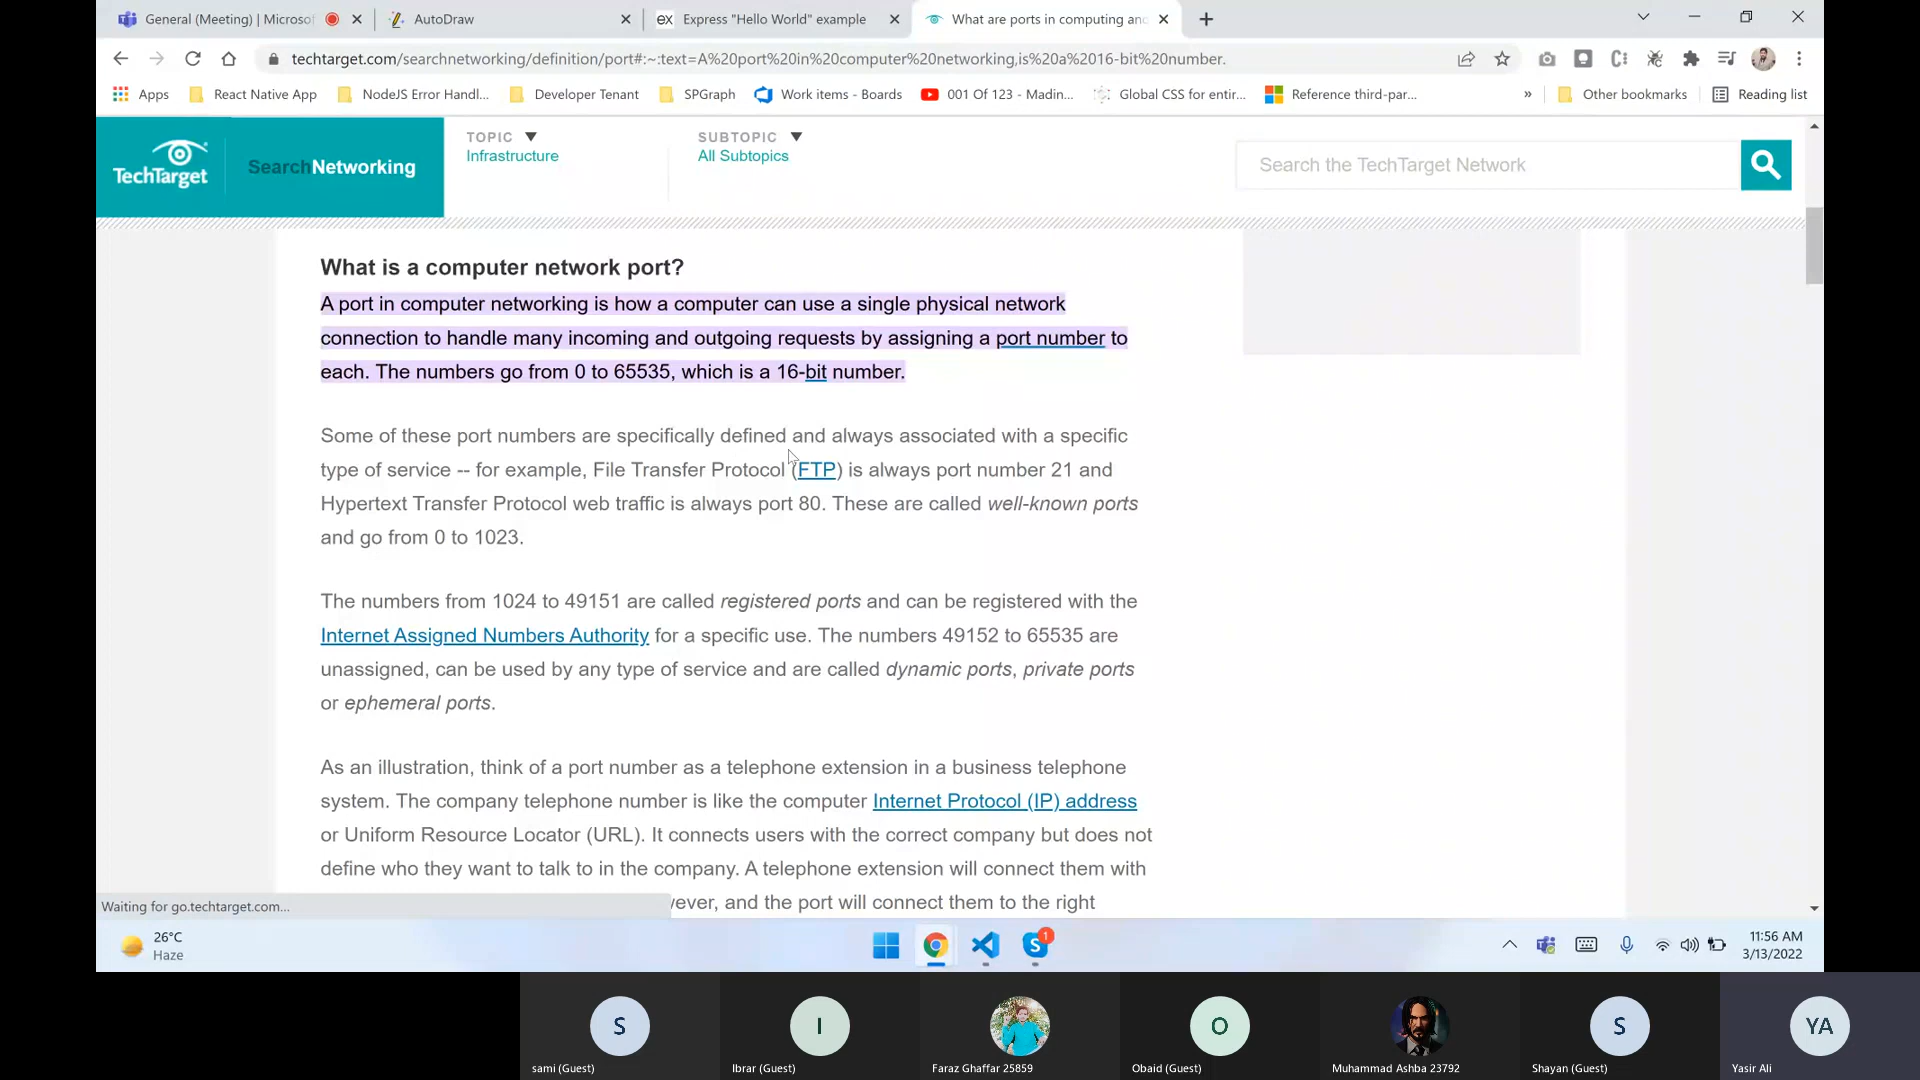 General (Meeting) | Microso
AutoDraw
ex Express "Hello World" example
What are ports in computing and
techtarget.com/searchnetworking/definition/port#:~:text=A%20port%20in%20computer%20networking,is%20a%2016-bit%20number.
Apps
React Native App
NodeJS Error Handl...
Developer Tenant
SPGraph
Work items - Boards
001 Of 123 - Madin...
Global CSS for entir...
Reference third-par...
»
Other bookmarks
Reading list
TechTarget
SearchNetworking
TOPIC
Infrastructure
SUBTOPIC
All Subtopics
Search the TechTarget Network
What is a computer network port?
A port in computer networking is how a computer can use a single physical network
connection to handle many incoming and outgoing requests by assigning a port number to
each. The numbers go from 0 to 65535, which is a 16-bit number.
Some of these port numbers are specifically defined and always associated with a specific
type of service -- for example, File Transfer Protocol (FTP) is always port number 21 and
Hypertext Transfer Protocol web traffic is always port 80. These are called well-known ports
and go from 0 to 1023.
The numbers from 1024 to 49151 are called registered ports and can be registered with the
Internet Assigned Numbers Authority for a specific use. The numbers 49152 to 65535 are
unassigned, can be used by any type of service and are called dynamic ports, private ports
or ephemeral ports.
As an illustration, think of a port number as a telephone extension in a business telephone
system. The company telephone number is like the computer Internet Protocol (IP) address
or Uniform Resource Locator (URL). It connects users with the correct company but does not
define who they want to talk to in the company. A telephone extension will connect them with
ever, and the port will connect them to the right
Waiting for go.techtarget.com...
26°C
Haze
S
1
11:56 AM
3/13/2022
S
I
O
S
YA
sami (Guest)
Ibrar (Guest)
Faraz Ghaffar 25859
Obaid (Guest)
Muhammad Ashba 23792
Shayan (Guest)
Yasir Ali